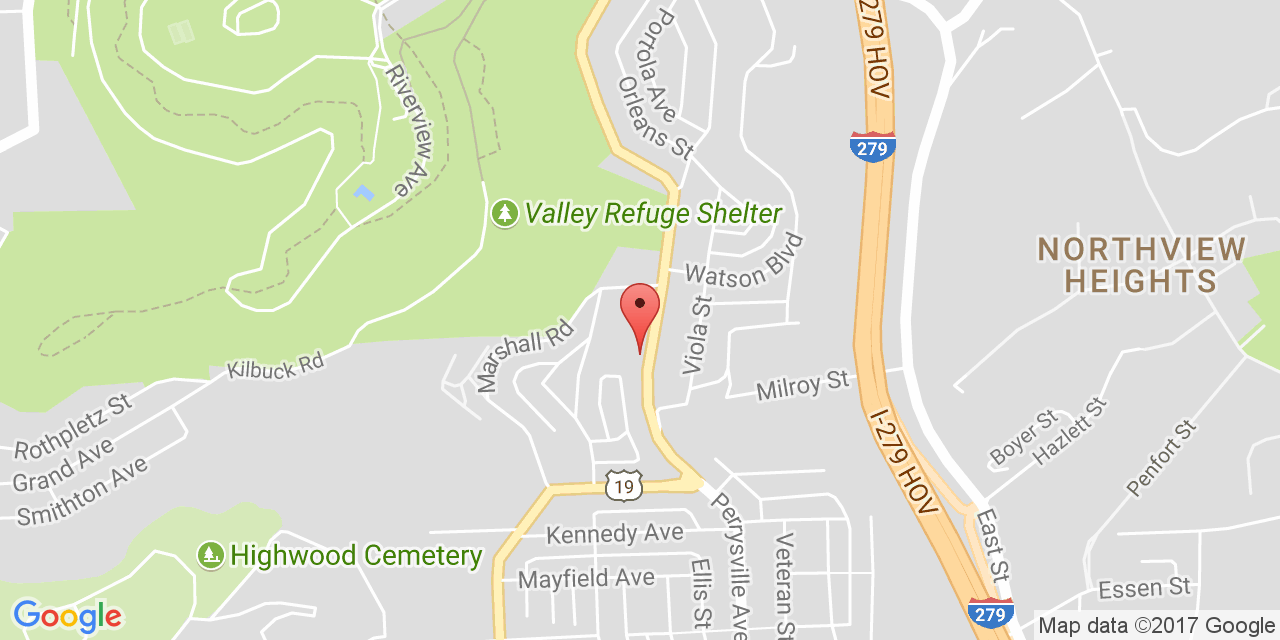 Portola Ave
Orleans St
I-279 HOV
279
Riverview Ave
Valley Refuge Shelter
NORTHVIEW
HEIGHTS
Watson Blvd
Viola St
Marshall Rd
Kilbuck Rd
Milroy St
Rothpletz St
Grand Ave
Smithton Ave
I-279 HOV
Boyer St
Hazlett St
Penfort St
19
Perrysville Ave
Kennedy Ave
Highwood Cemetery
Mayfield Ave
Ellis St
Veteran St
East St
Essen St
279
Google
Map data ©2017 Google